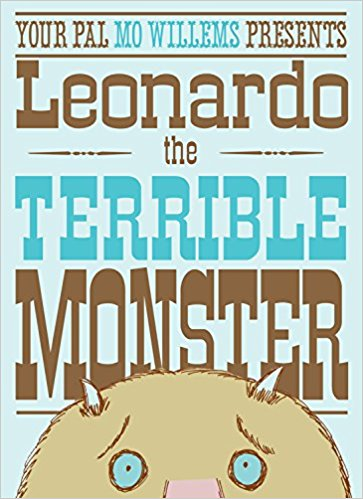 YOUR PAL MO WILLEMS PRESENTS
Leonardo
the
TERRIBLE
MONSTER